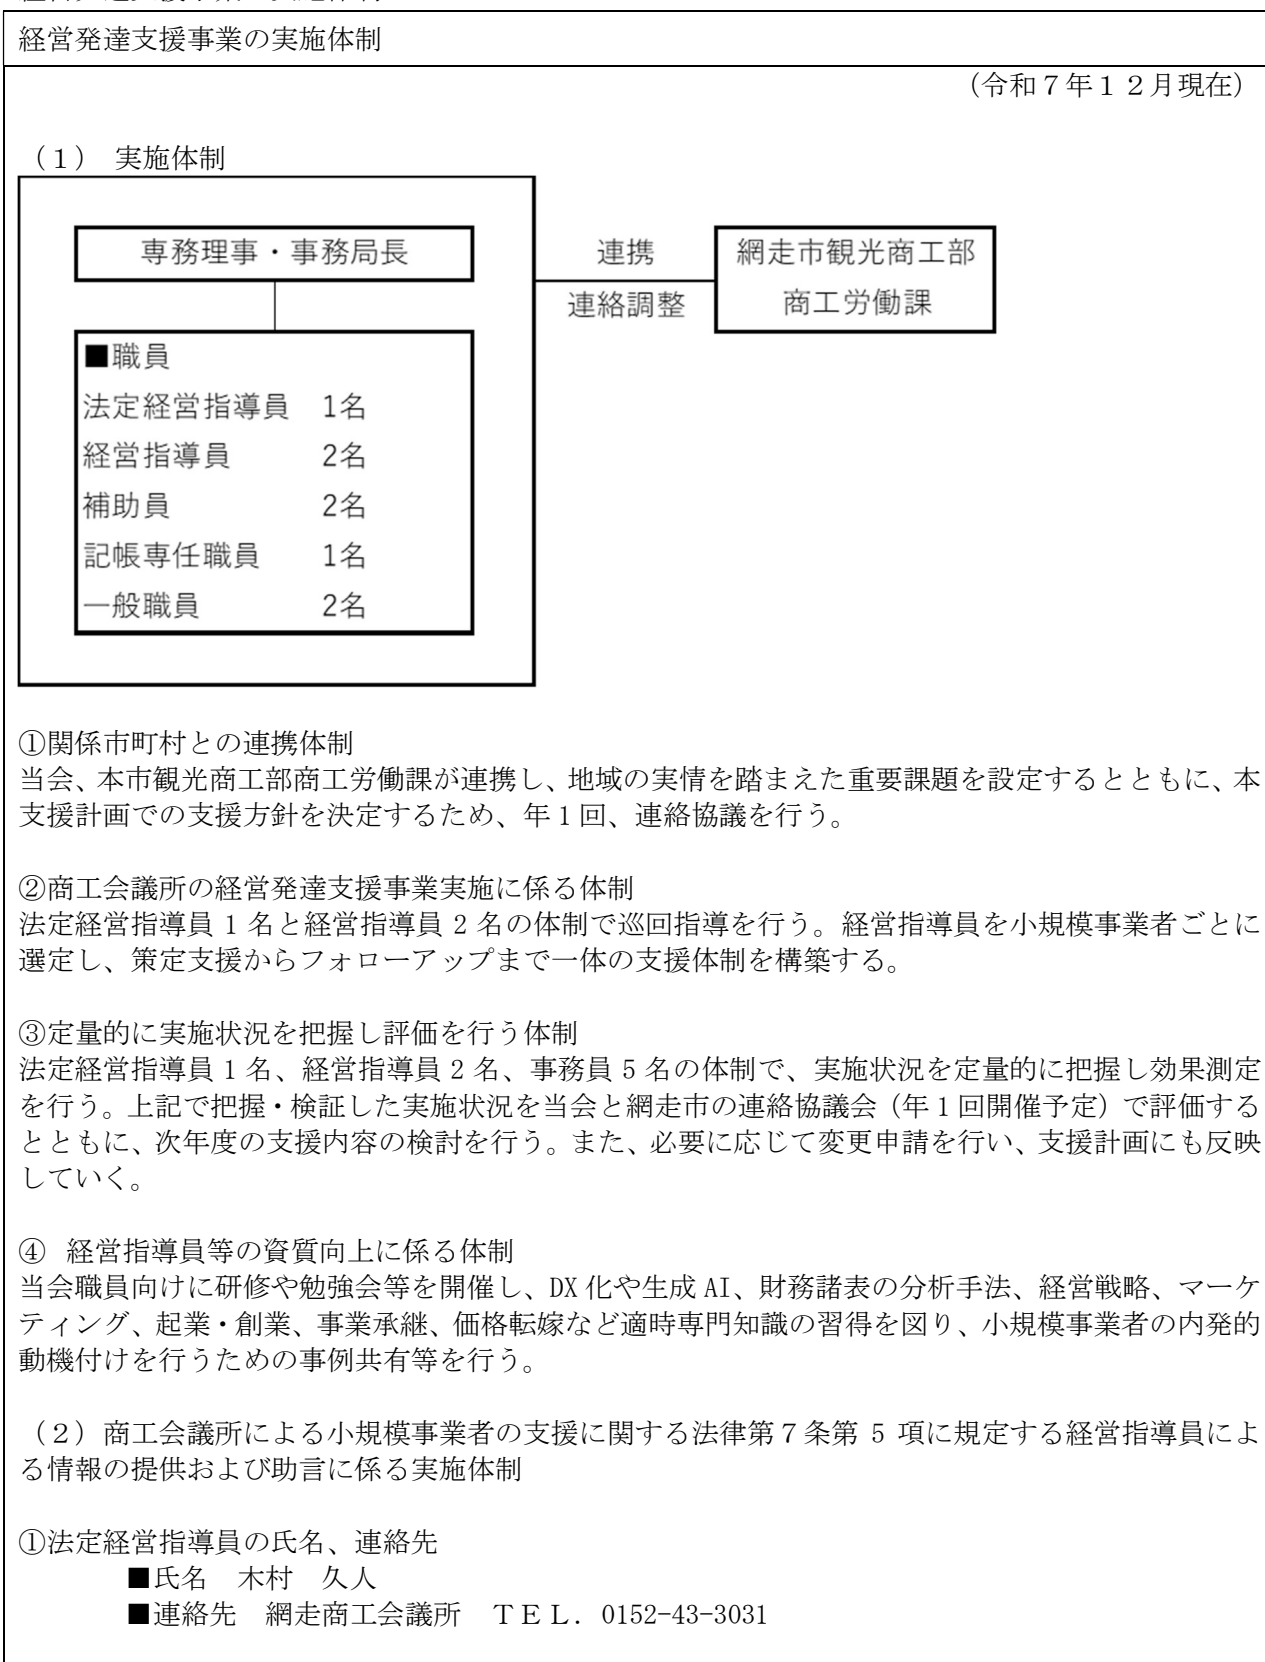 経営発達支援事業の実施体制
(令和７年１２月現在)
（１） 実施体制
専務理事・事務局長
連携
連絡調整
網走市観光商工部
商工労働課
■職員
法定経営指導員 1名
経営指導員 2名
補助員 2名
記帳専任職員 1名
一般職員 2名
①関係市町村との連携体制
当会、本市観光商工部商工労働課が連携し、地域の実情を踏まえた重要課題を設定するとともに、本
支援計画での支援方針を決定するため、年１回、連絡協議を行う。
②商工会議所の経営発達支援事業実施に係る体制
法定経営指導員 1 名と経営指導員 2 名の体制で巡回指導を行う。経営指導員を小規模事業者ごとに
選定し、策定支援からフォローアップまで一体の支援体制を構築する。
③定量的に実施状況を把握し評価を行う体制
法定経営指導員 1 名、経営指導員 2 名、事務員 5 名の体制で、実施状況を定量的に把握し効果測定
を行う。上記で把握・検証した実施状況を当会と網走市の連絡協議会（年１回開催予定）で評価する
とともに、次年度の支援内容の検討を行う。また、必要に応じて変更申請を行い、支援計画にも反映
していく。
④ 経営指導員等の資質向上に係る体制
当会職員向けに研修や勉強会等を開催し、DX 化や生成 AI、財務諸表の分析手法、経営戦略、マーケ
ティング、起業・創業、事業承継、価格転嫁など適時専門知識の習得を図り、小規模事業者の内発的
動機付けを行うための事例共有等を行う。
（２）商工会議所による小規模事業者の支援に関する法律第７条第 5 項に規定する経営指導員によ
る情報の提供および助言に係る実施体制
①法定経営指導員の氏名、連絡先
■氏名　木村　久人
■連絡先　網走商工会議所　ＴＥＬ．0152-43-3031